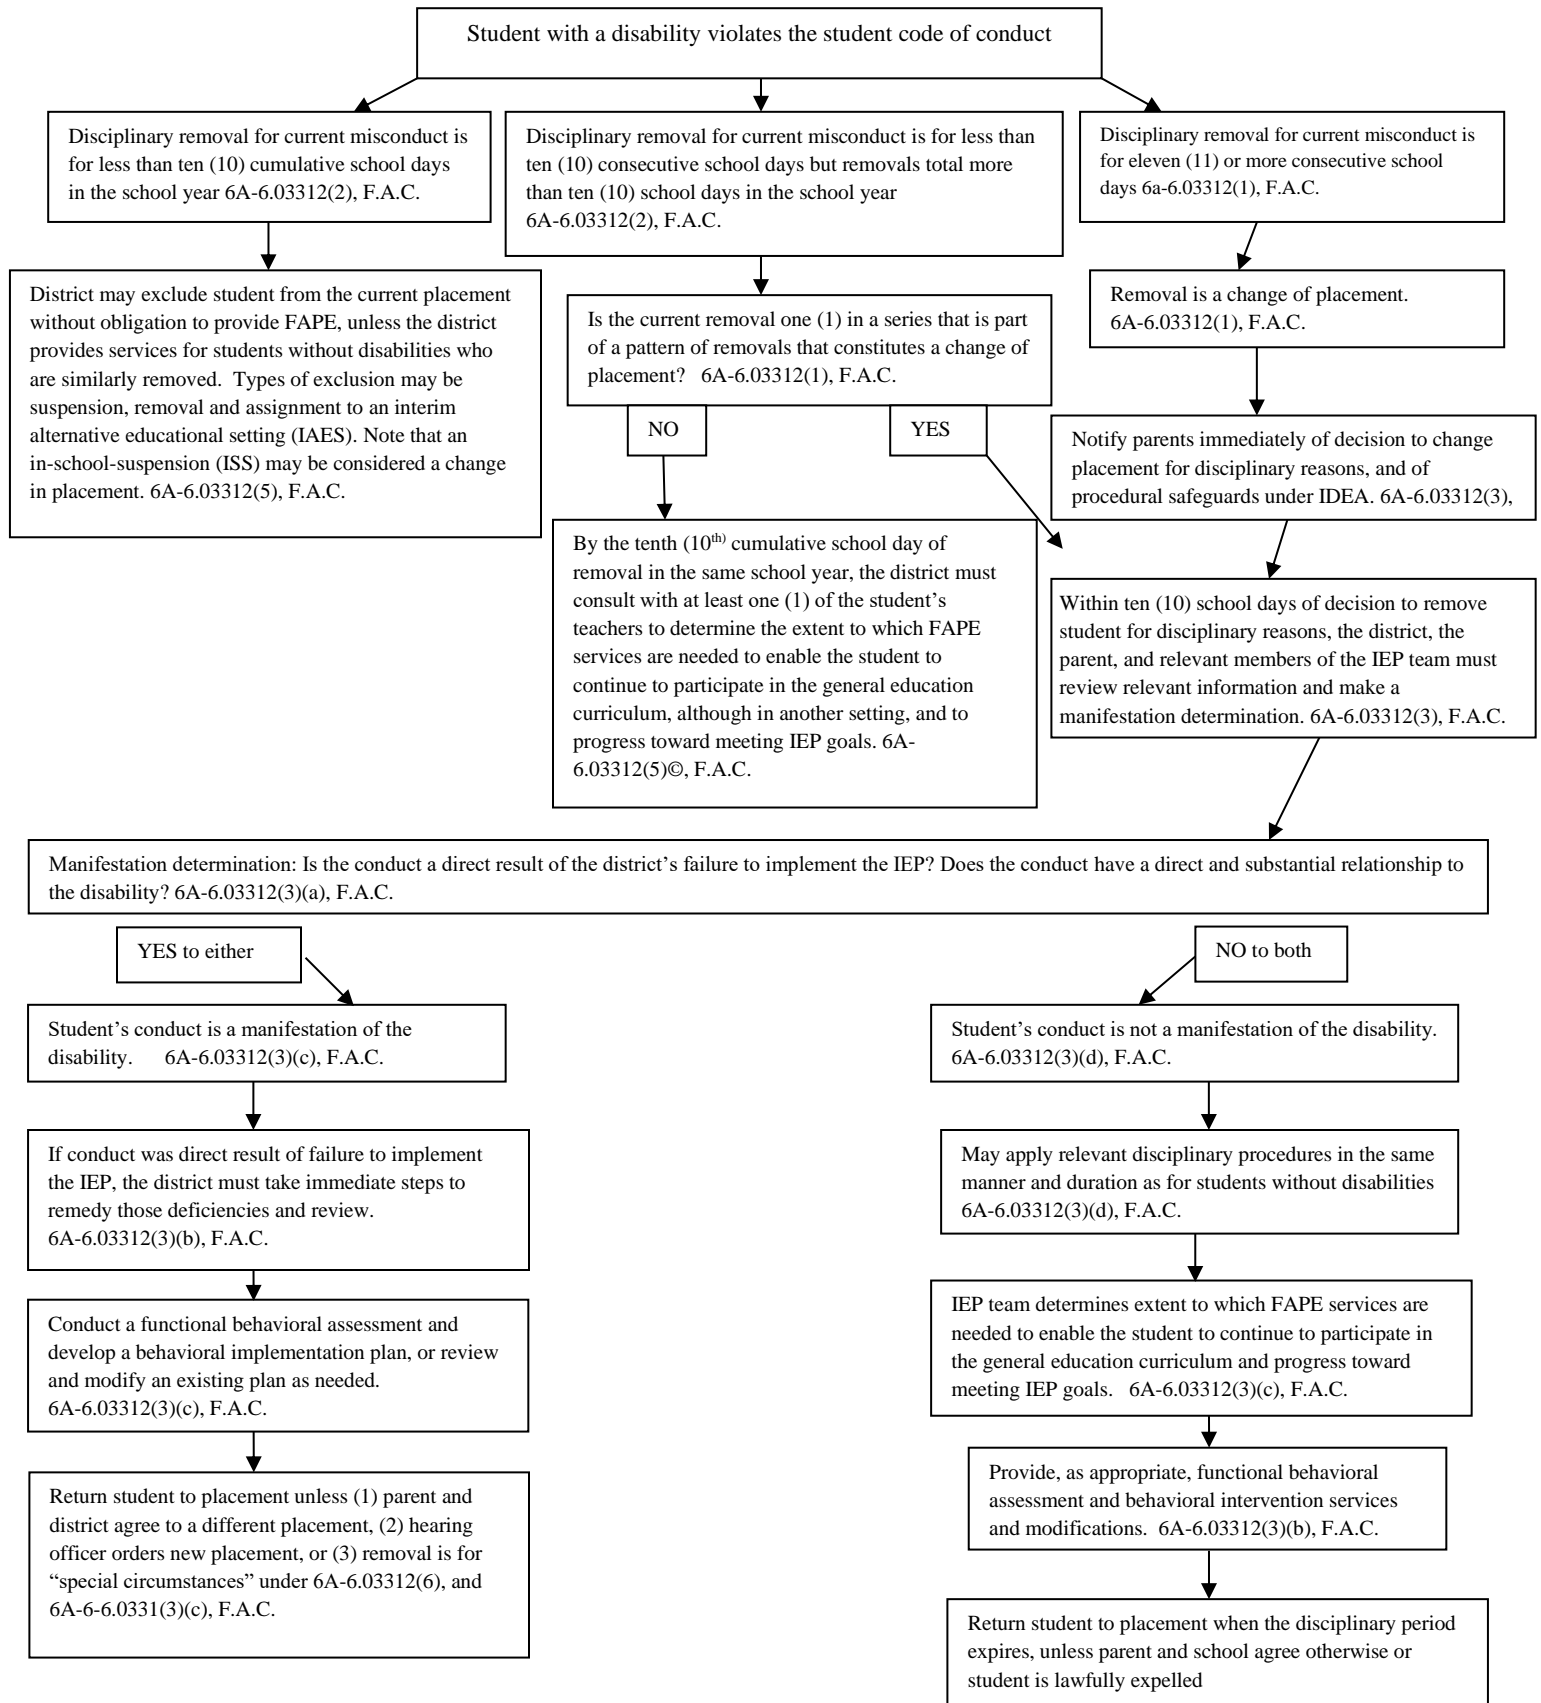 Student with a disability violates the student code of conduct
Disciplinary removal for current misconduct is
for less than ten (10) cumulative school days
in the school year 6A-6.03312(2), F.A.C.
Disciplinary removal for current misconduct is for less than
ten (10) consecutive school days but removals total more
than ten (10) school days in the school year
6A-6.03312(2), F.A.C.
Disciplinary removal for current misconduct is
for eleven (11) or more consecutive school
days 6a-6.03312(1), F.A.C.
District may exclude student from the current placement
without obligation to provide FAPE, unless the district
provides services for students without disabilities who
are similarly removed.  Types of exclusion may be
suspension, removal and assignment to an interim
alternative educational setting (IAES). Note that an
in-school-suspension (ISS) may be considered a change
in placement. 6A-6.03312(5), F.A.C.
Is the current removal one (1) in a series that is part
of a pattern of removals that constitutes a change of
placement?   6A-6.03312(1), F.A.C.
NO
YES
Removal is a change of placement.
6A-6.03312(1), F.A.C.
Notify parents immediately of decision to change
placement for disciplinary reasons, and of
procedural safeguards under IDEA. 6A-6.03312(3),
By the tenth (10th) cumulative school day of
removal in the same school year, the district must
consult with at least one (1) of the student’s
teachers to determine the extent to which FAPE
services are needed to enable the student to
continue to participate in the general education
curriculum, although in another setting, and to
progress toward meeting IEP goals. 6A-
6.03312(5)©, F.A.C.
Within ten (10) school days of decision to remove
student for disciplinary reasons, the district, the
parent, and relevant members of the IEP team must
review relevant information and make a
manifestation determination. 6A-6.03312(3), F.A.C.
Manifestation determination: Is the conduct a direct result of the district’s failure to implement the IEP? Does the conduct have a direct and substantial relationship to
the disability? 6A-6.03312(3)(a), F.A.C.
YES to either
Student’s conduct is a manifestation of the
disability.     6A-6.03312(3)(c), F.A.C.
If conduct was direct result of failure to implement
the IEP, the district must take immediate steps to
remedy those deficiencies and review.
6A-6.03312(3)(b), F.A.C.
Conduct a functional behavioral assessment and
develop a behavioral implementation plan, or review
and modify an existing plan as needed.
6A-6.03312(3)(c), F.A.C.
Return student to placement unless (1) parent and
district agree to a different placement, (2) hearing
officer orders new placement, or (3) removal is for
“special circumstances” under 6A-6.03312(6), and
6A-6-6.0331(3)(c), F.A.C.
NO to both
Student’s conduct is not a manifestation of the disability.
6A-6.03312(3)(d), F.A.C.
May apply relevant disciplinary procedures in the same
manner and duration as for students without disabilities
6A-6.03312(3)(d), F.A.C.
IEP team determines extent to which FAPE services are
needed to enable the student to continue to participate in
the general education curriculum and progress toward
meeting IEP goals.   6A-6.03312(3)(c), F.A.C.
Provide, as appropriate, functional behavioral
assessment and behavioral intervention services
and modifications.  6A-6.03312(3)(b), F.A.C.
Return student to placement when the disciplinary period
expires, unless parent and school agree otherwise or
student is lawfully expelled